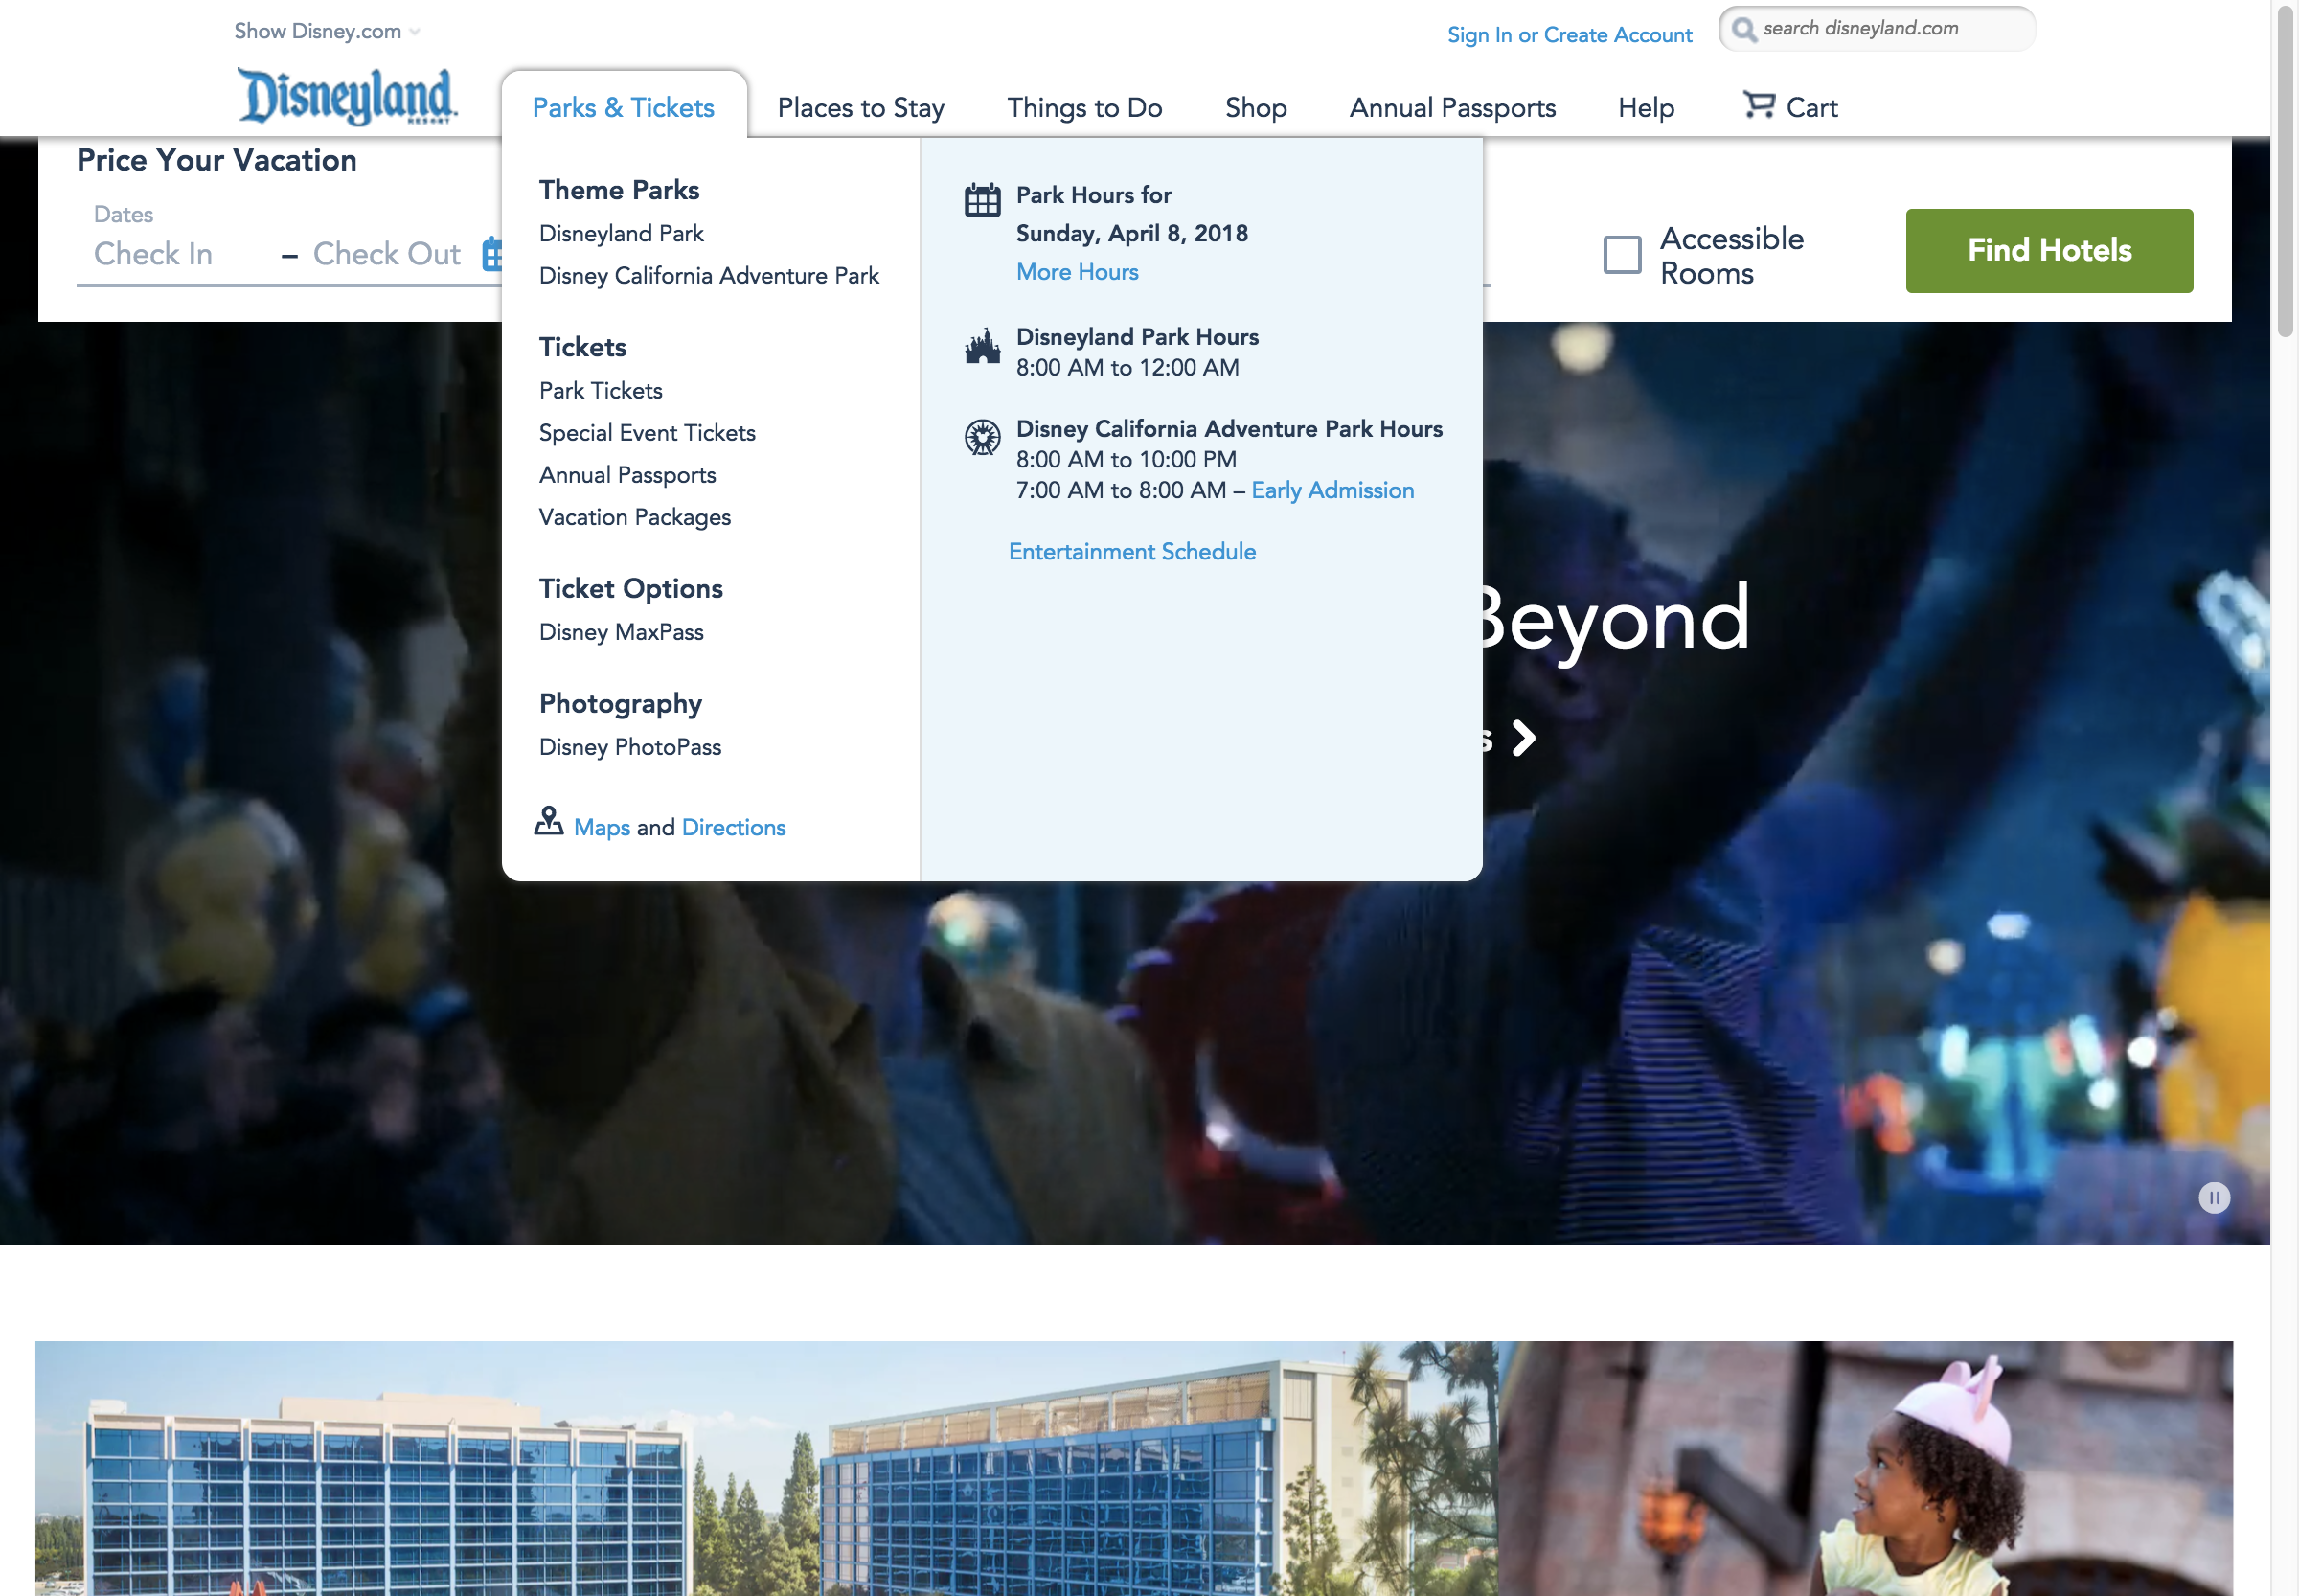 Show Disney.com
Sign In or Create Account
search disneyland.com
Disneyland
RESORT
Parks & Tickets
Places to Stay
Things to Do
Shop
Annual Passports
Help
Cart
Price Your Vacation
Dates
Check In – Check Out
Accessible
Rooms
Find Hotels
Theme Parks
Disneyland Park
Disney California Adventure Park
Tickets
Park Tickets
Special Event Tickets
Annual Passports
Vacation Packages
Ticket Options
Disney MaxPass
Photography
Disney PhotoPass
Maps and Directions
Park Hours for
Sunday, April 8, 2018
More Hours
Disneyland Park Hours
8:00 AM to 12:00 AM
Disney California Adventure Park Hours
8:00 AM to 10:00 PM
7:00 AM to 8:00 AM – Early Admission
Entertainment Schedule
Beyond
s